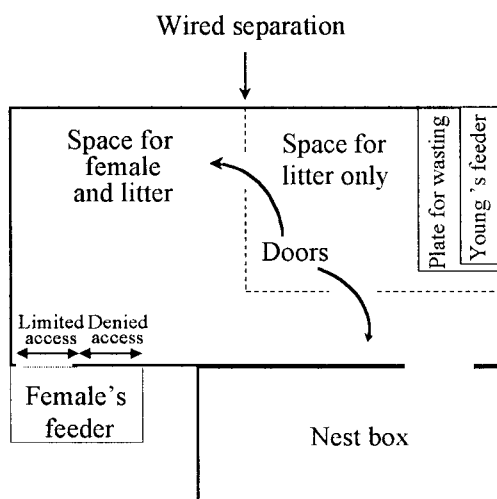 Wired separation
Space for
female
and litter
Space for
litter only
Plate for wasting
Young 's feeder
Doors
Limited Denied
access access
Female's
feeder
Nest box